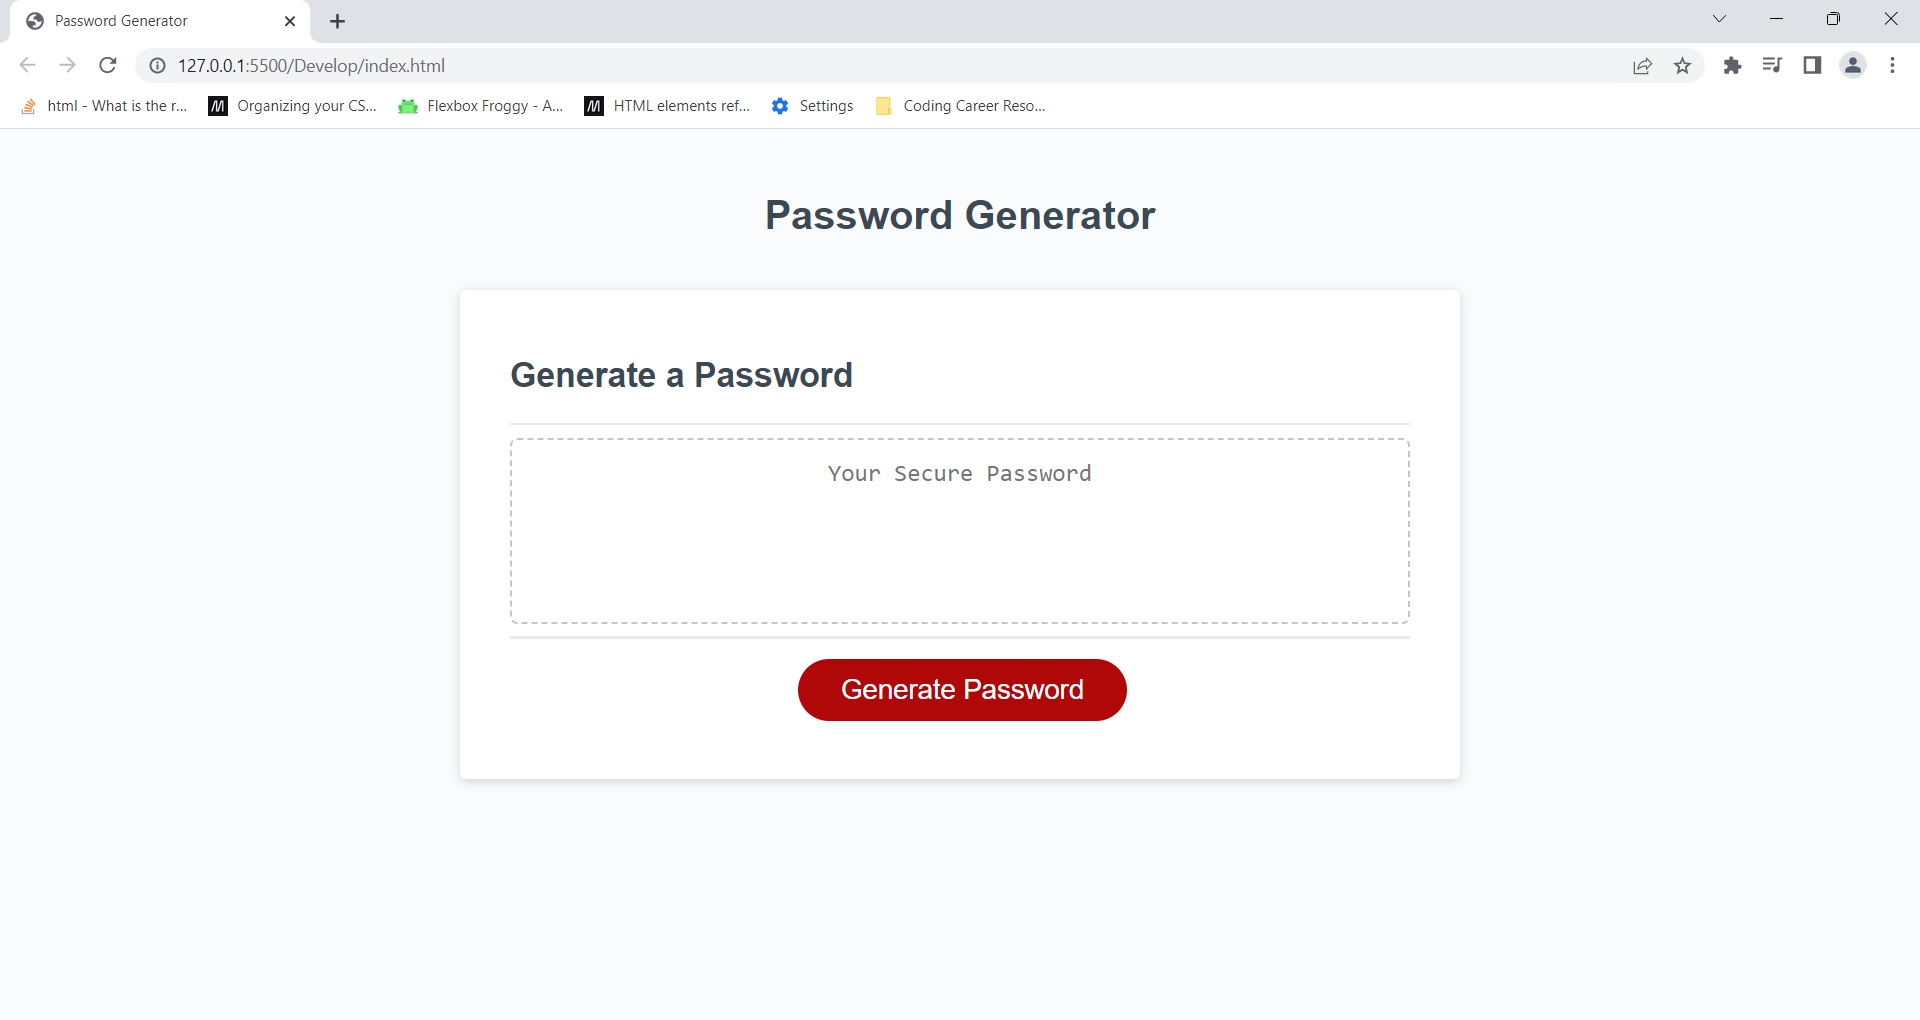 Password Generator
127.0.0.1:5500/Develop/index.html
html - What is the r... Organizing your CS... Flexbox Froggy - A... HTML elements ref... Settings Coding Career Reso...
Password Generator
Generate a Password
Your Secure Password
Generate Password